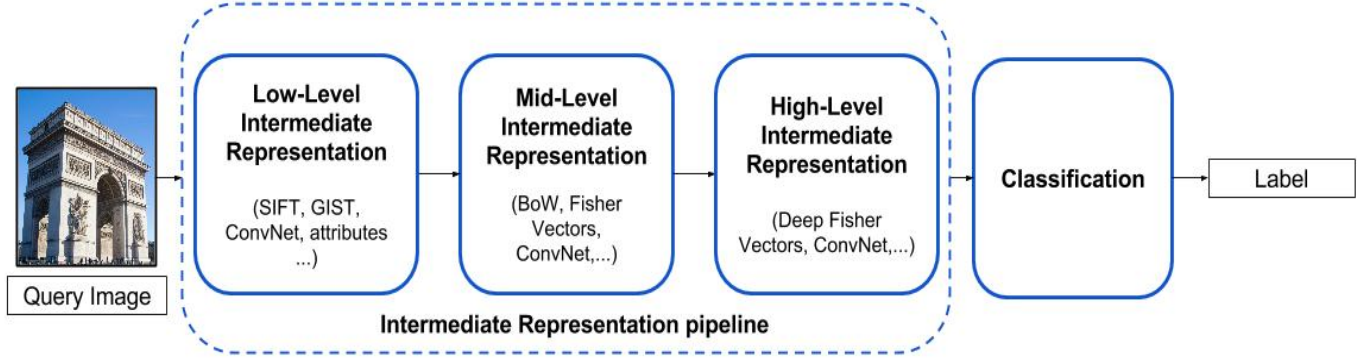 Query Image
Low-Level
Intermediate
Representation
(SIFT, GIST,
ConvNet, attributes
...)
Mid-Level
Intermediate
Representation
(BoW, Fisher
Vectors,
ConvNet,...)
High-Level
Intermediate
Representation
(Deep Fisher
Vectors, ConvNet,...)
Intermediate Representation pipeline
Classification
Label